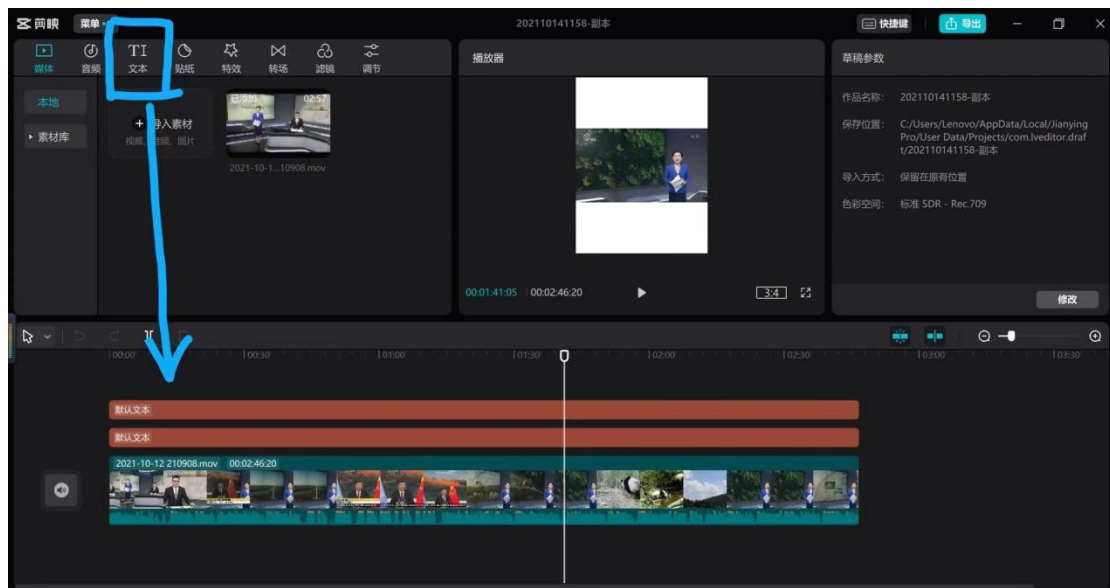 剪映 菜单
202110141158-副本
快捷键 导出
媒体 音频 TI 文本 贴纸 特效 转场 滤镜 调节
播放器
草稿参数
本地
素材库
已添加 02:57
导入素材
视频、音频、图片
2021-10-1...10908.mov
作品名称: 202110141158-副本
保存位置: C:/Users/Lenovo/AppData/Local/Jianying
Pro/User Data/Projects/com.lveditor.draf
t/202110141158-副本
导入方式: 保留在原有位置
色彩空间: 标准 SDR - Rec.709
00:01:41:05 00:02:46:20 3:4
修改
00:00 00:30 01:00 01:30 02:00 02:30 03:00 03:30
默认文本
默认文本
2021-10-12 210908.mov 00:02:46:20